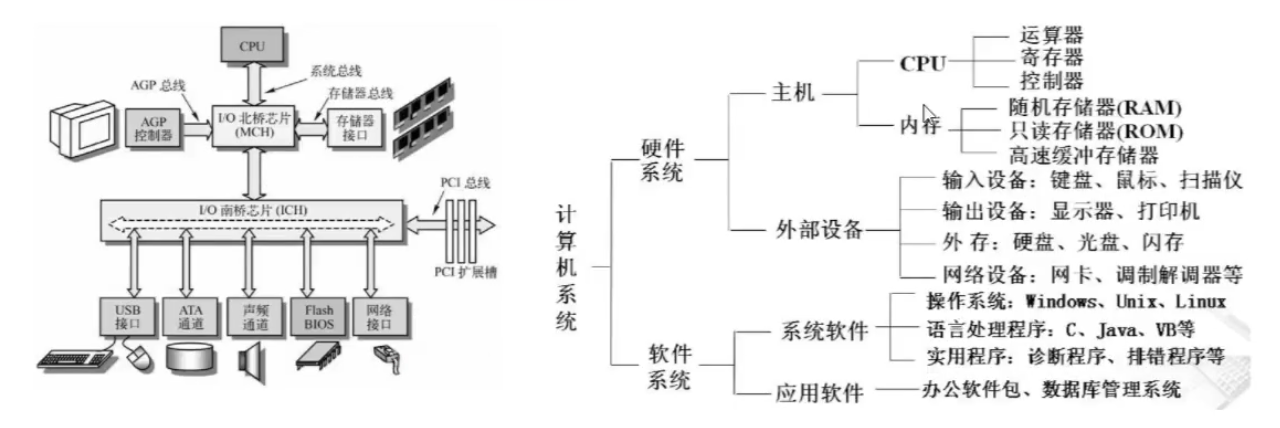 CPU
系统总线
AGP 总线
存储器总线
AGP
控制器
I/O 北桥芯片
(MCH)
存储器
接口
PCI 总线
I/O 南桥芯片 (ICH)
PCI 扩展槽
USB
接口
ATA
通道
声频
通道
Flash
BIOS
网络
接口
计算机系统
硬件
系统
主机
CPU
运算器
寄存器
控制器
内存
随机存储器(RAM)
只读存储器(ROM)
高速缓冲存储器
外部设备
输入设备：键盘、鼠标、扫描仪
输出设备：显示器、打印机
外 存：硬盘、光盘、闪存
网络设备：网卡、调制解调器等
软件
系统
系统软件
操作系统：Windows、Unix、Linux
语言处理程序：C、Java、VB等
实用程序：诊断程序、排错程序等
应用软件
办公软件包、数据库管理系统